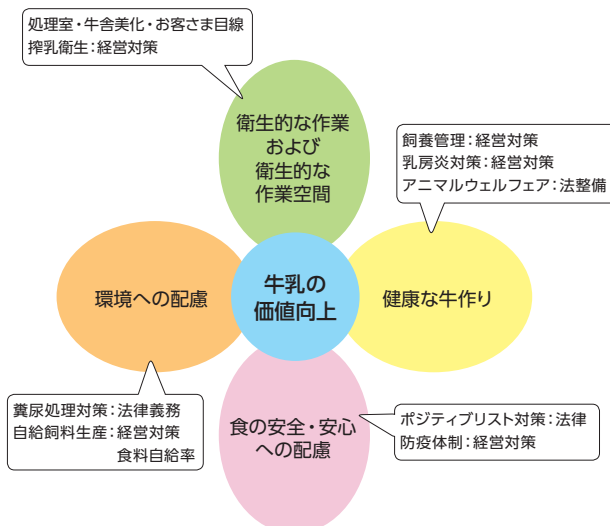 処理室・牛舎美化・お客さま目線
搾乳衛生：経営対策
衛生的な作業
および
衛生的な
作業空間
飼養管理：経営対策
乳房炎対策：経営対策
アニマルウェルフェア：法整備
環境への配慮
牛乳の
価値向上
健康な牛作り
糞尿処理対策：法律義務
自給飼料生産：経営対策
食料自給率
食の安全・安心
への配慮
ポジティブリスト対策：法律
防疫体制：経営対策